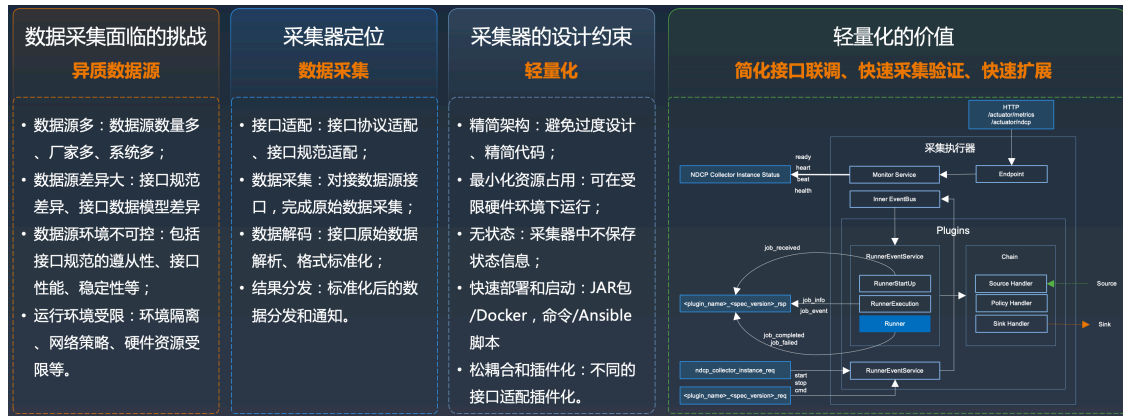 数据采集面临的挑战
异质数据源
• 数据源多：数据源数量多
、厂家多、系统多；
• 数据源差异大：接口规范
差异、接口数据模型差异
• 数据源环境不可控：包括
接口规范的遵从性、接口
性能、稳定性等；
• 运行环境受限：环境隔离
、网络策略、硬件资源受
限等。
采集器定位
数据采集
• 接口适配：接口协议适配
、接口规范适配；
• 数据采集：对接数据源接
口，完成原始数据采集；
• 数据解码：接口原始数据
解析、格式标准化；
• 结果分发：标准化后的数
据分发和通知。
采集器的设计约束
轻量化
• 精简架构：避免过度设计
、精简代码；
• 最小化资源占用：可在受
限硬件环境下运行；
• 无状态：采集器中不保存
状态信息；
• 快速部署和启动：JAR包
/Docker，命令/Ansible
脚本
• 松耦合和插件化：不同的
接口适配插件化。
轻量化的价值
简化接口联调、快速采集验证、快速扩展
HTTP
/actuator/metrics
/actuator/ndcp
采集执行器
ready
heart
beat
health
NDCP Collector Instance Status
Monitor Service
Endpoint
Inner EventBus
Plugins
job_received
RunnerEventService
Chain
RunnerStartUp
Source Handler
Source
<plugin_name>_<spec_version>_rsp
job_info
job_event
RunnerExecution
Policy Handler
Runner
Sink Handler
Sink
job_completed
job_failed
ndcp_collector_instance_req
start
stop
cmd
RunnerEventService
<plugin_name>_<spec_version>_req